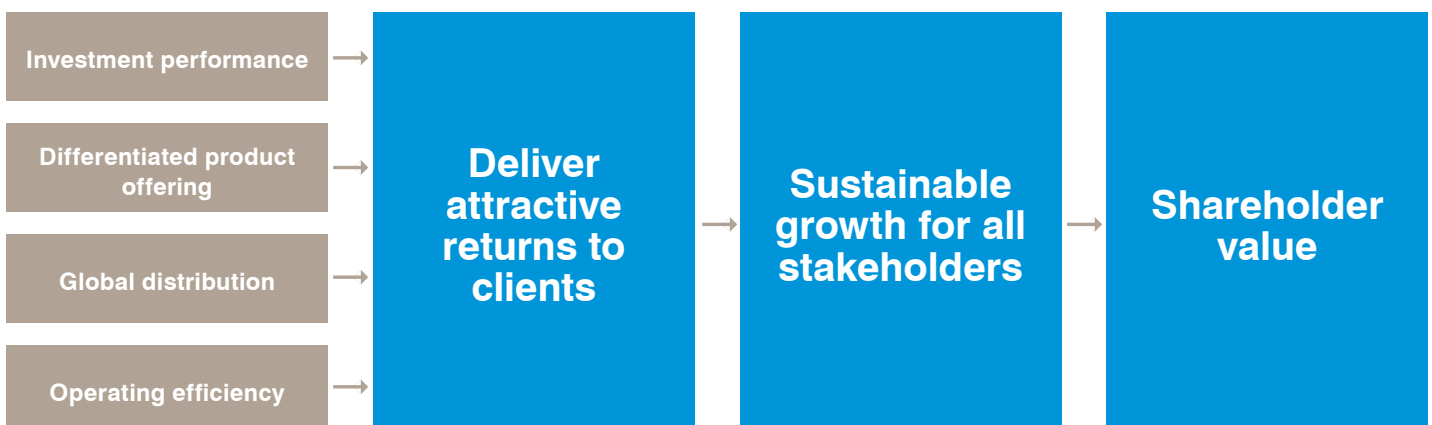 Investment performance
Differentiated product
offering
Global distribution
Operating efficiency
Deliver
attractive
returns to
clients
Sustainable
growth for all
stakeholders
Shareholder
value